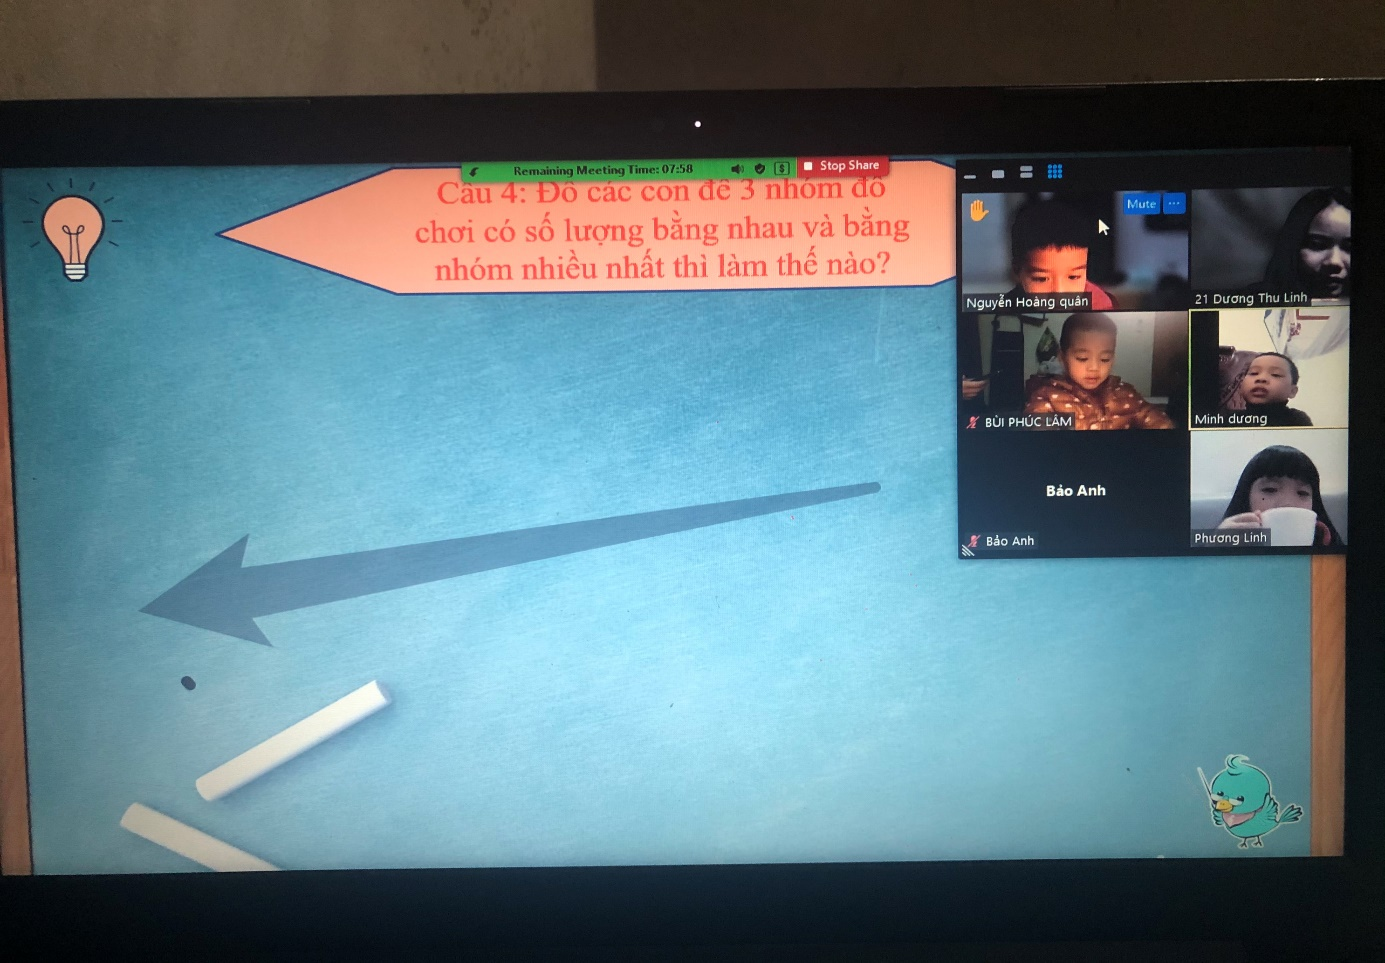 Remaining Meeting Time: 07:58
Stop Share
Câu 4: Đố các con để 3 nhóm đồ
chơi có số lượng bằng nhau và bằng
nhóm nhiều nhất thì làm thế nào?
Mute
Nguyễn Hoàng quân
21 Dương Thu Linh
BÙI PHÚC LÂM
Minh dương
Bảo Anh
Bảo Anh
Phương Linh